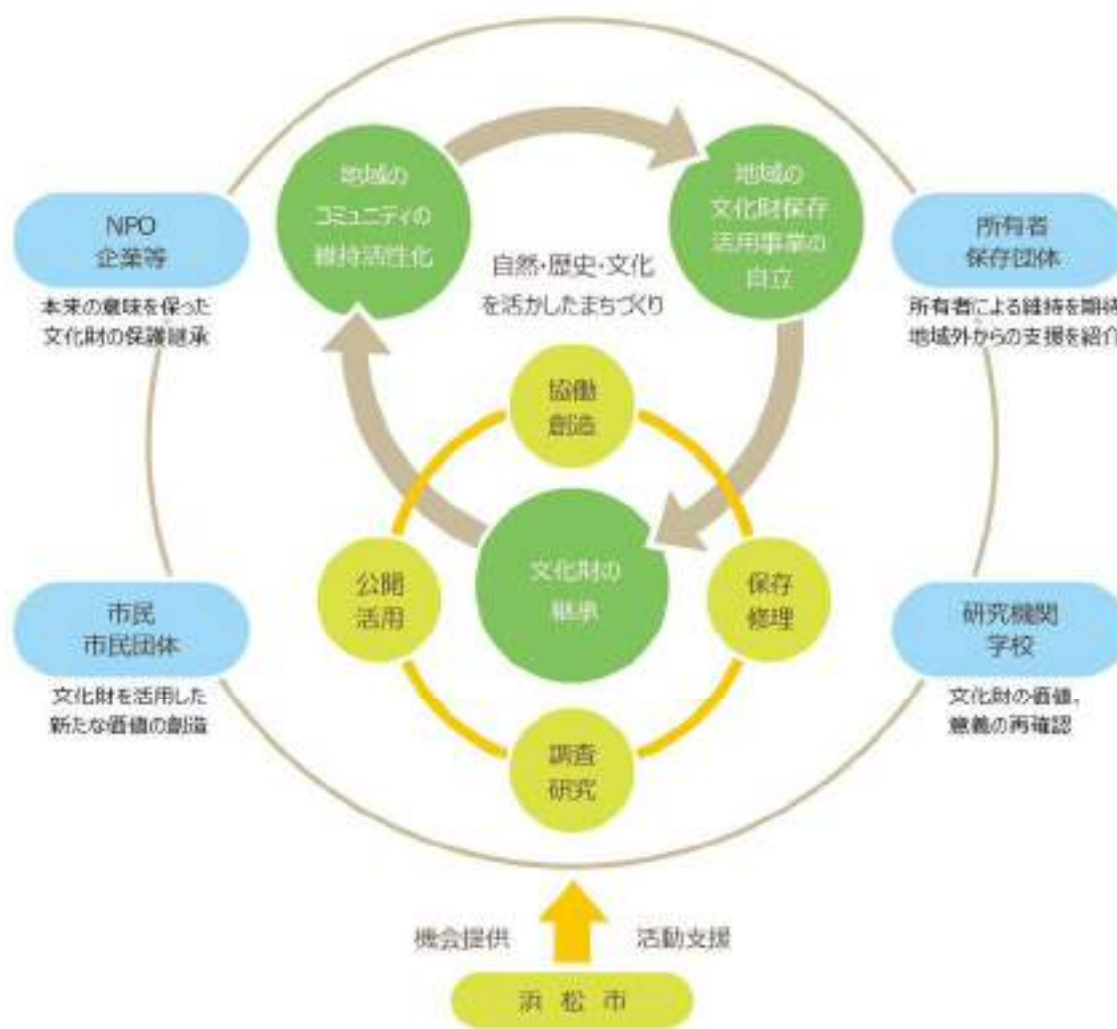 地域の
コミュニティの
維持活性化
地域の
文化財保存
活用事業の
自立
NPO
企業等
本来の意味を保った
文化財の保護継承
自然・歴史・文化
を活かしたまちづくり
所有者
保存団体
所有者による維持を期待
地域外からの支援を紹介
協働
創造
公開
活用
文化財の
継承
保存
修理
市民
市民団体
文化財を活用した
新たな価値の創造
研究機関
学校
文化財の価値、
意義の再確認
調査
研究
機会提供
活動支援
浜松市